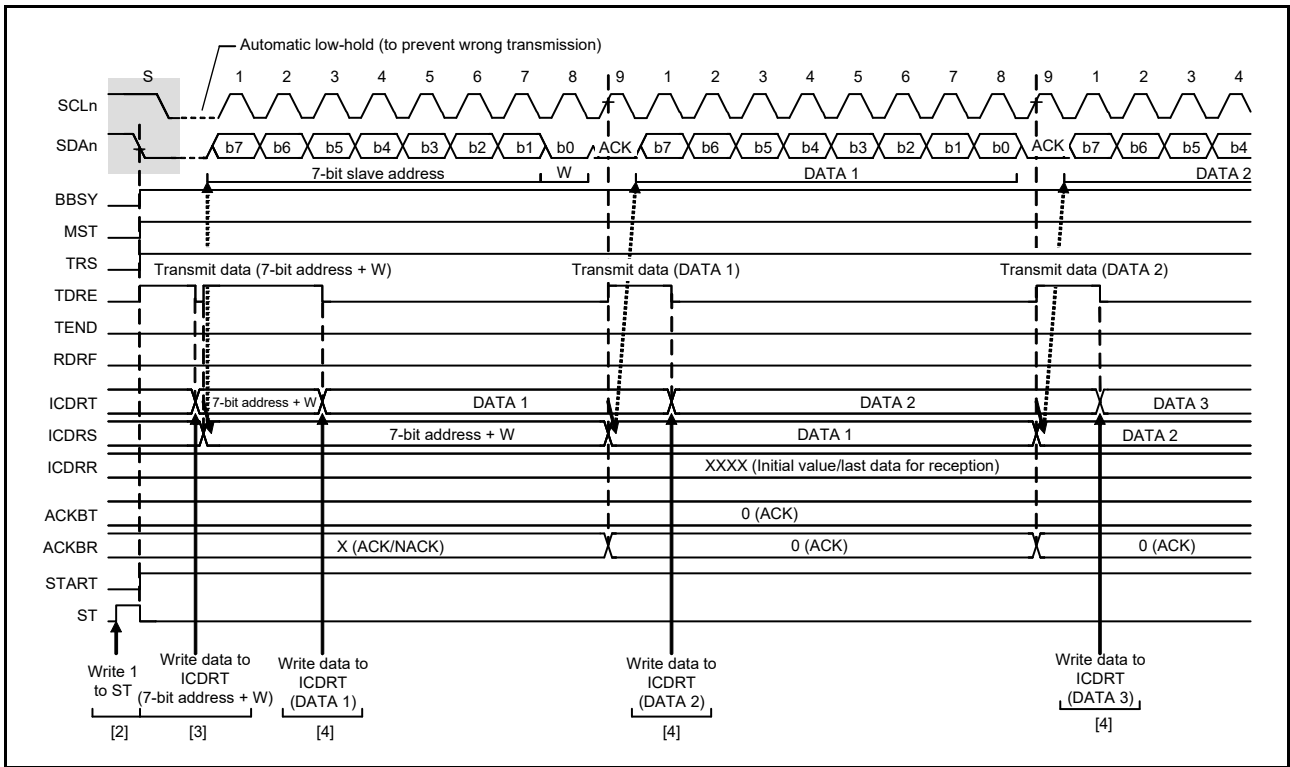 Automatic low-hold (to prevent wrong transmission)
S 1 2 3 4 5 6 7 8 9 1 2 3 4 5 6 7 8 9 1 2 3 4
SCLn
SDAn b7 b6 b5 b4 b3 b2 b1 b0 ACK b7 b6 b5 b4 b3 b2 b1 b0 ACK b7 b6 b5 b4
7-bit slave address W DATA 1 DATA 2
BBSY
MST
TRS
Transmit data (7-bit address + W) Transmit data (DATA 1) Transmit data (DATA 2)
TDRE
TEND
RDRF
ICDRT 7-bit address + W DATA 1 DATA 2 DATA 3
ICDRS 7-bit address + W DATA 1 DATA 2
ICDRR XXXX (Initial value/last data for reception)
ACKBT 0 (ACK)
ACKBR X (ACK/NACK) 0 (ACK) 0 (ACK)
START
ST
Write 1
to ST
[2]
Write data to
ICDRT
(7-bit address + W)
[3]
Write data to
ICDRT
(DATA 1)
[4]
Write data to
ICDRT
(DATA 2)
[4]
Write data to
ICDRT
(DATA 3)
[4]